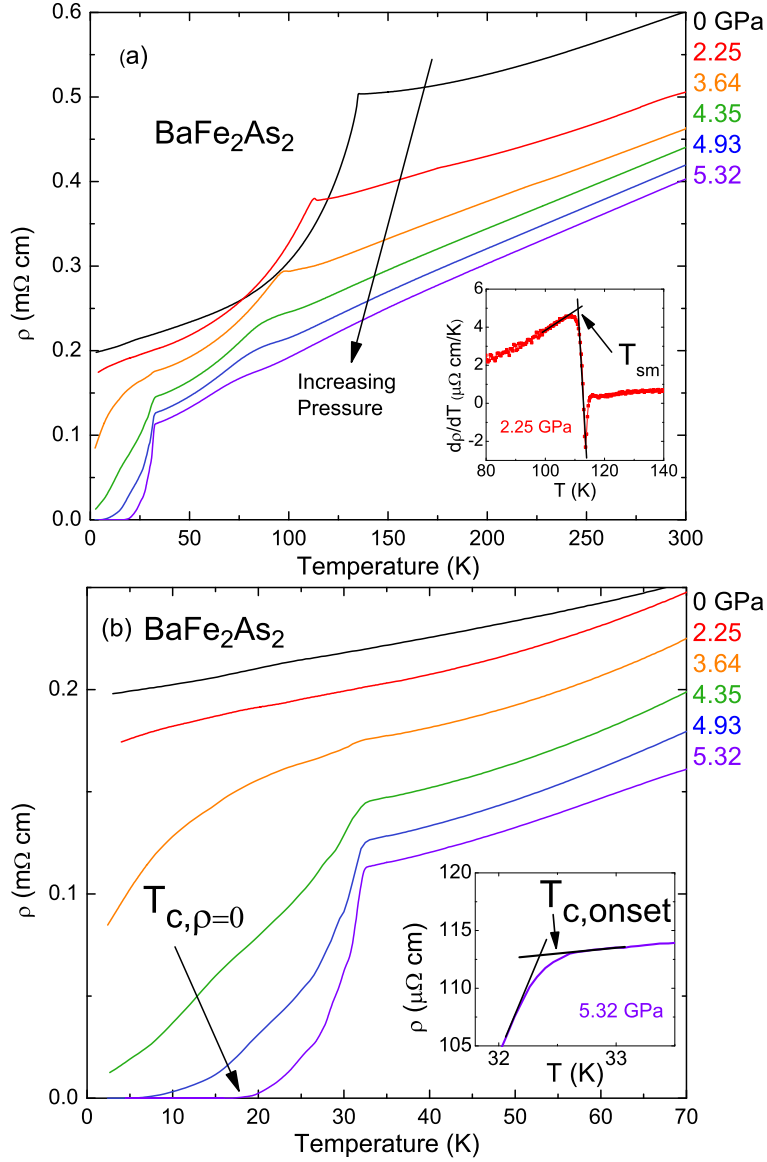 (a)
BaFe₂As₂
0 GPa
2.25
3.64
4.35
4.93
5.32
ρ (mΩ cm)
0.6
0.5
0.4
0.3
0.2
0.1
0.0
Increasing
Pressure
dρ/dT (μΩ cm/K)
6
4
2
0
-2
T_sm
2.25 GPa
80 100 120 140
T (K)
0 50 100 150 200 250 300
Temperature (K)
(b) BaFe₂As₂
0 GPa
2.25
3.64
4.35
4.93
5.32
ρ (mΩ cm)
0.2
0.1
0.0
T_c,ρ=0
ρ (μΩ cm)
120
115
110
105
T_c,onset
5.32 GPa
32 33
T (K)
0 10 20 30 40 50 60 70
Temperature (K)